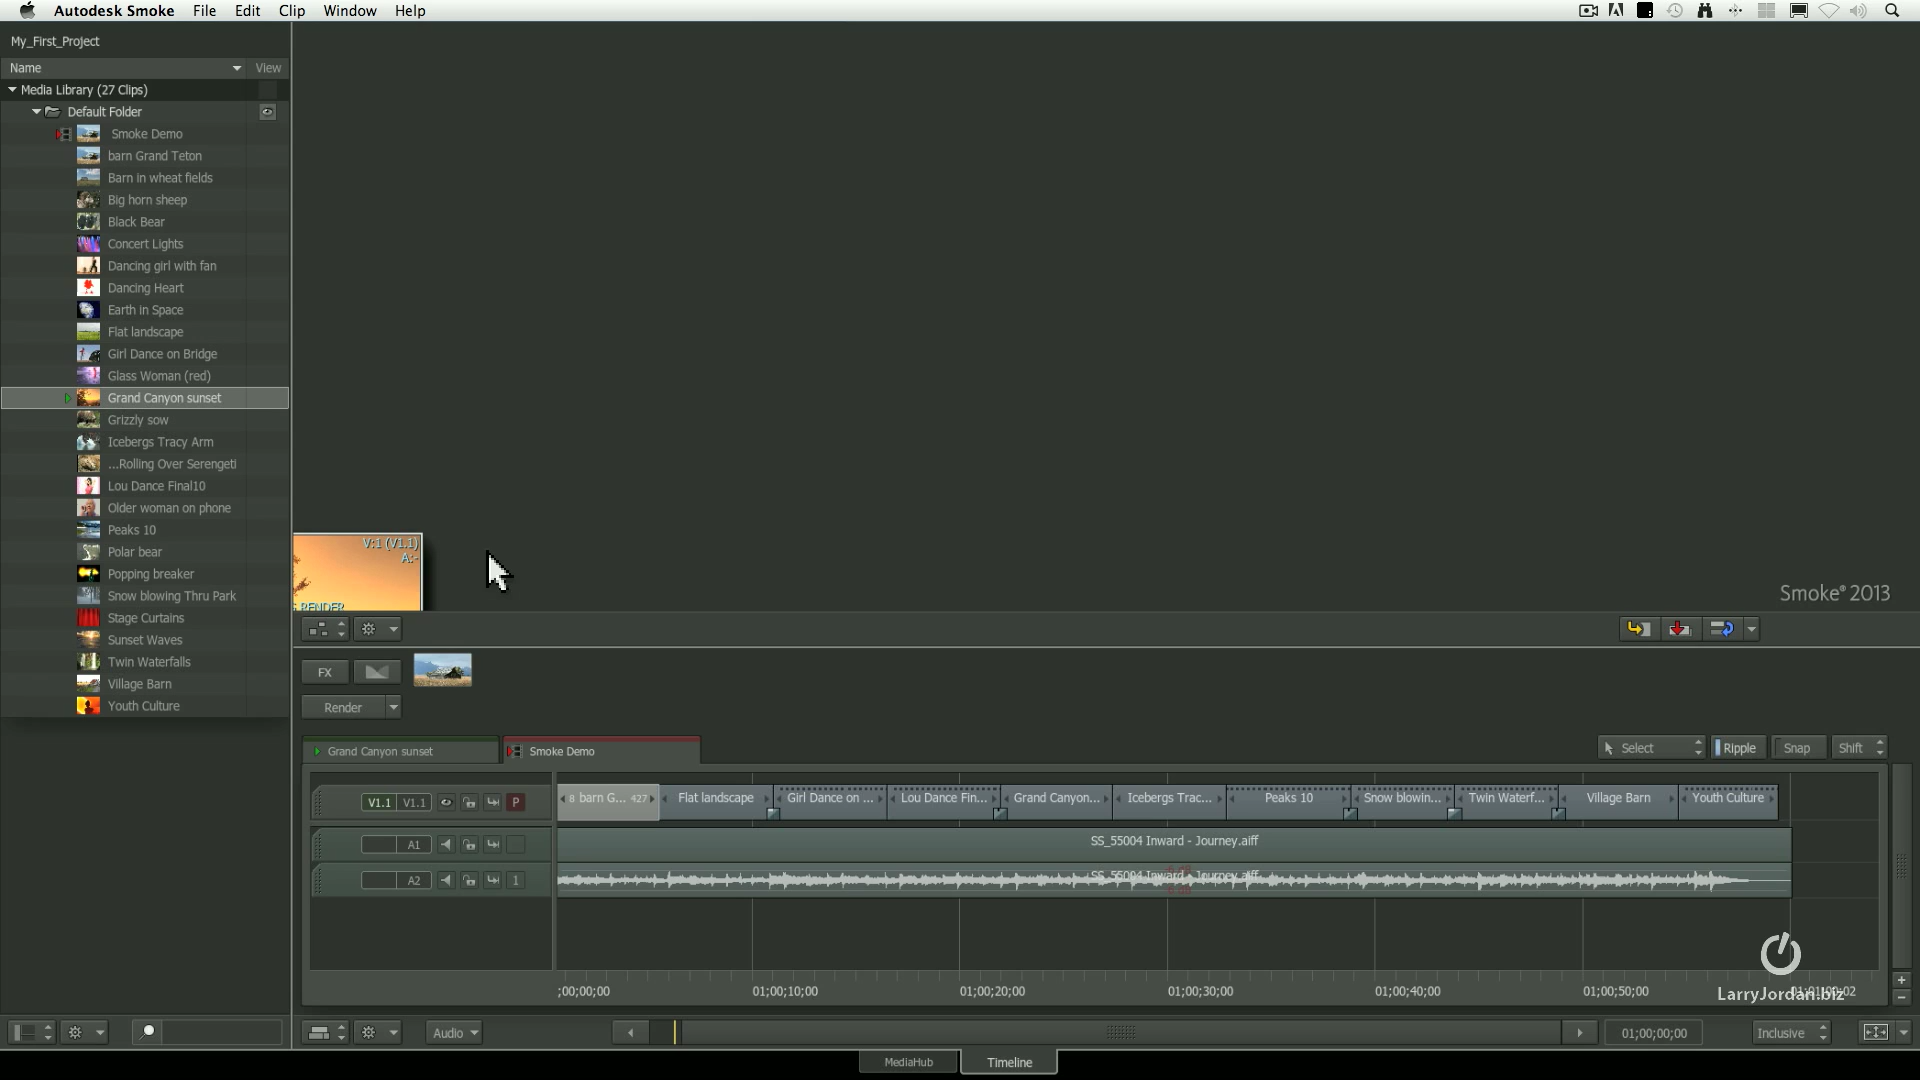 Autodesk Smoke File Edit Clip Window Help
My_First_Project
Name View
Media Library (27 Clips)
Default Folder
Smoke Demo
barn Grand Teton
Barn in wheat fields
Big horn sheep
Black Bear
Concert Lights
Dancing girl with fan
Dancing Heart
Earth in Space
Flat landscape
Girl Dance on Bridge
Glass Woman (red)
Grand Canyon sunset
Grizzly sow
Icebergs Tracy Arm
...Rolling Over Serengeti
Lou Dance Final10
Older woman on phone
Peaks 10
Polar bear
Popping breaker
Snow blowing Thru Park
Stage Curtains
Sunset Waves
Twin Waterfalls
Village Barn
Youth Culture
V:1 (V1.1)
A:-
RENDER
Smoke® 2013
FX
Render
Grand Canyon sunset Smoke Demo Select Ripple Snap Shift
V1.1 V1.1 P 8 barn G... 427 Flat landscape Girl Dance on ... Lou Dance Fin... Grand Canyon... Icebergs Trac... Peaks 10 Snow blowin... Twin Waterf... Village Barn Youth Culture
A1 SS_55004 Inward - Journey.aiff
A2 1 SS_55004 Inward - Journey.aiff
;00;00;00 01;00;10;00 01;00;20;00 01;00;30;00 01;00;40;00 01;00;50;00
LarryJordan.biz
Audio 01;00;00;00 Inclusive
MediaHub Timeline